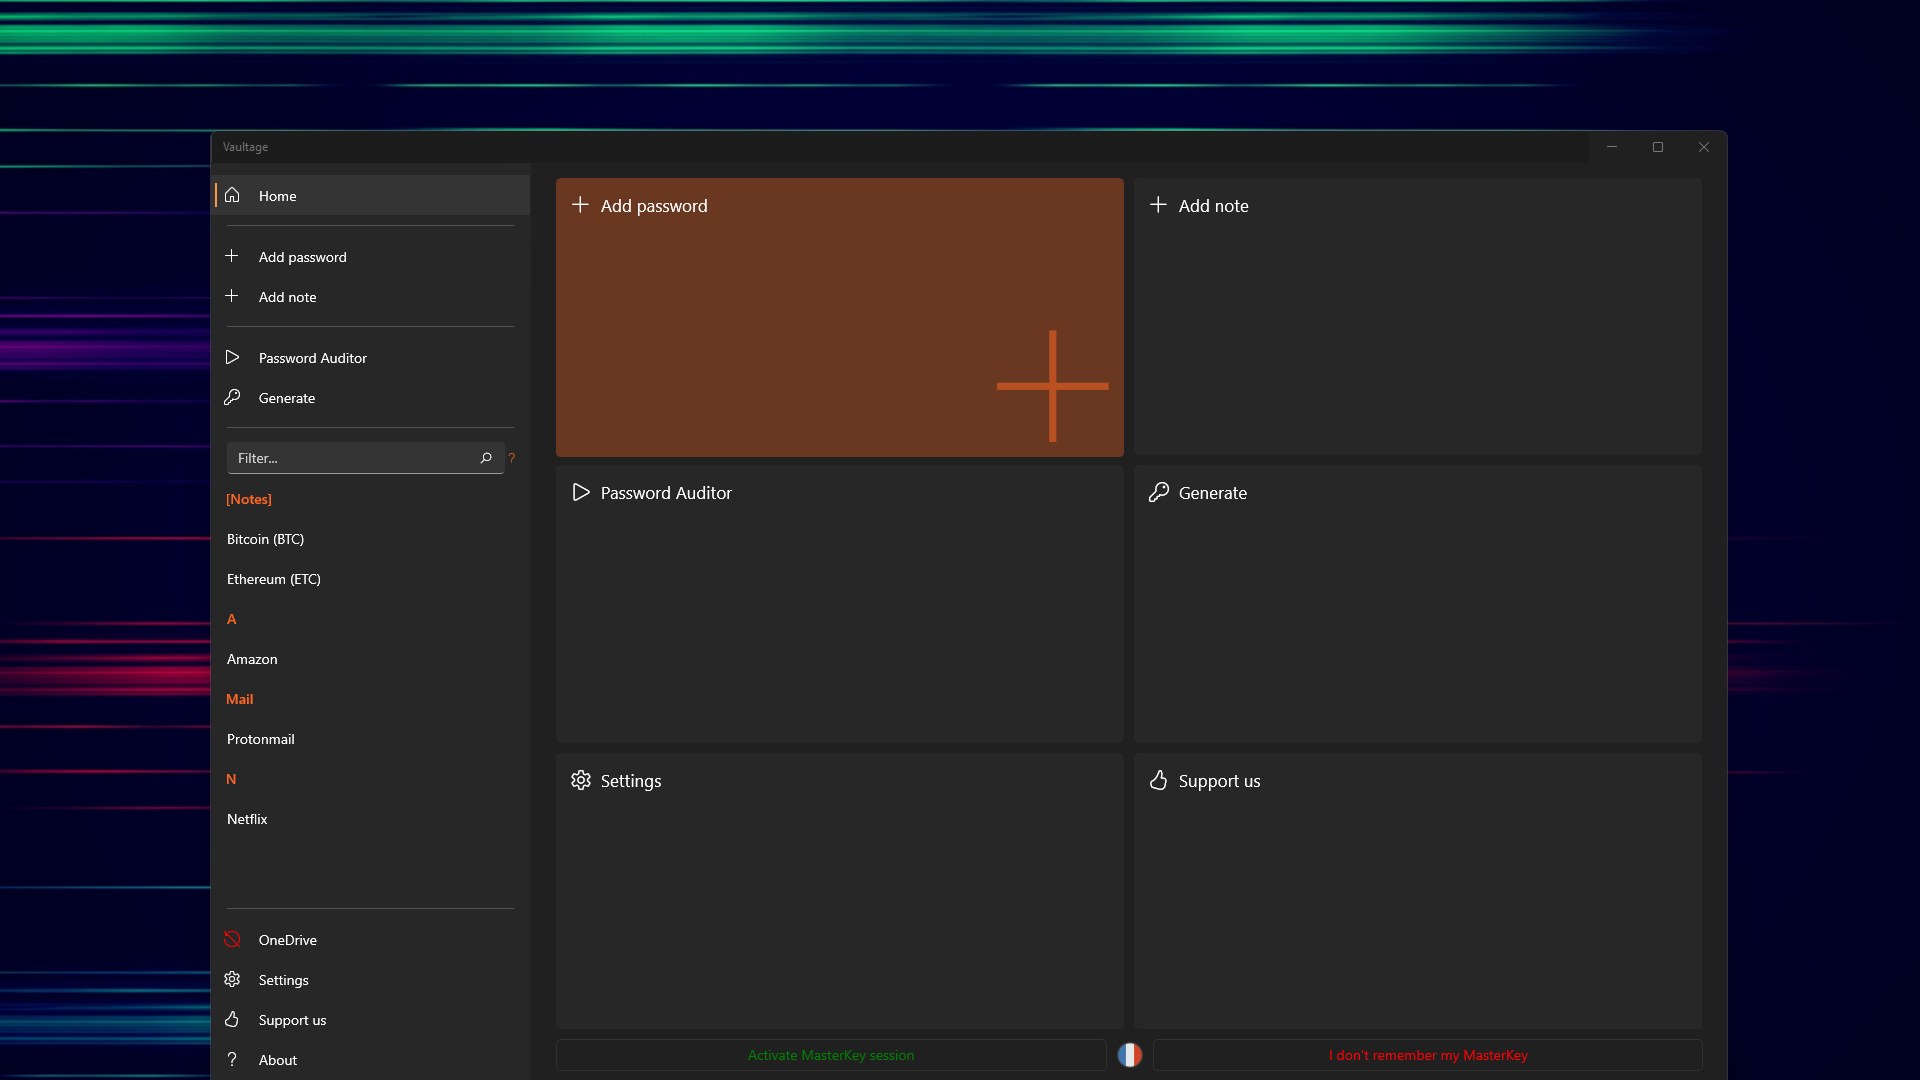 Vaultage
Home
Add password
Add note
Password Auditor
Generate
Filter...
?
[Notes]
Bitcoin (BTC)
Ethereum (ETC)
A
Amazon
Mail
Protonmail
N
Netflix
OneDrive
Settings
Support us
? About
Add password
Add note
Password Auditor
Generate
Settings
Support us
Activate MasterKey session
I don't remember my MasterKey